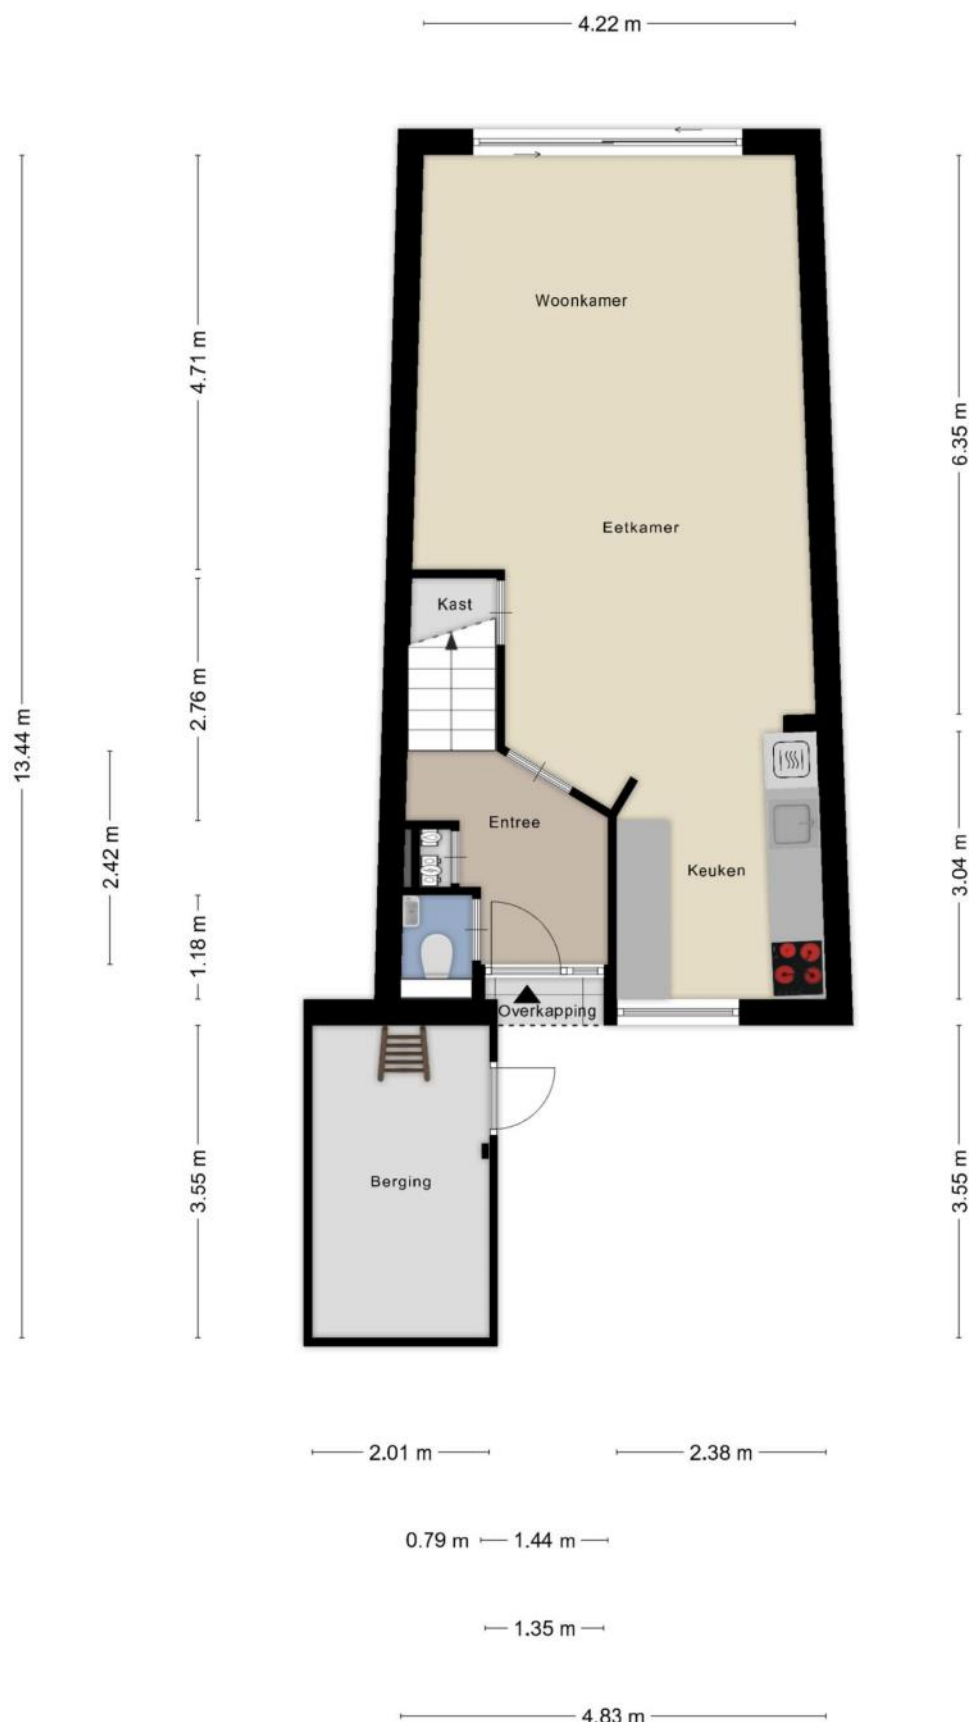 4.22 m
Woonkamer
4.71 m
6.35 m
Eetkamer
Kast
2.76 m
13.44 m
Entree
2.42 m
Keuken
3.04 m
1.18 m
Overkapping
Berging
3.55 m
3.55 m
2.01 m
2.38 m
0.79 m
1.44 m
1.35 m
4.83 m